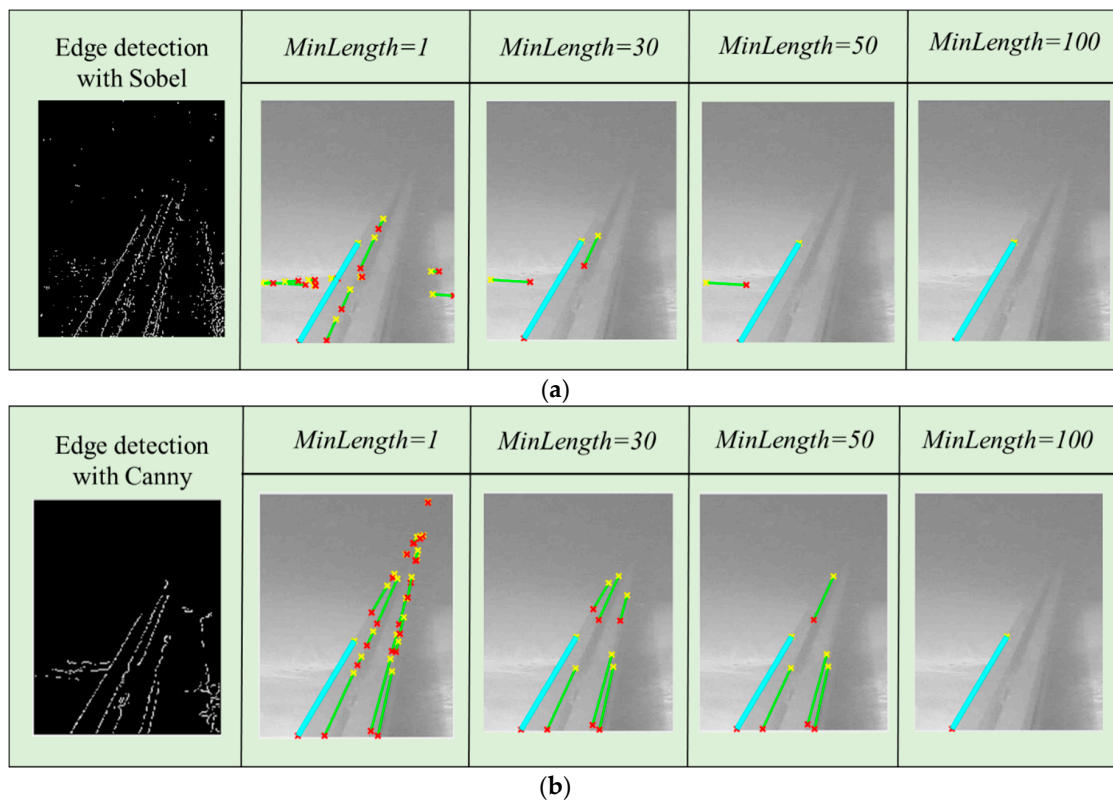 Edge detection
with Sobel
MinLength=1
MinLength=30
MinLength=50
MinLength=100
(a)
Edge detection
with Canny
MinLength=1
MinLength=30
MinLength=50
MinLength=100
(b)